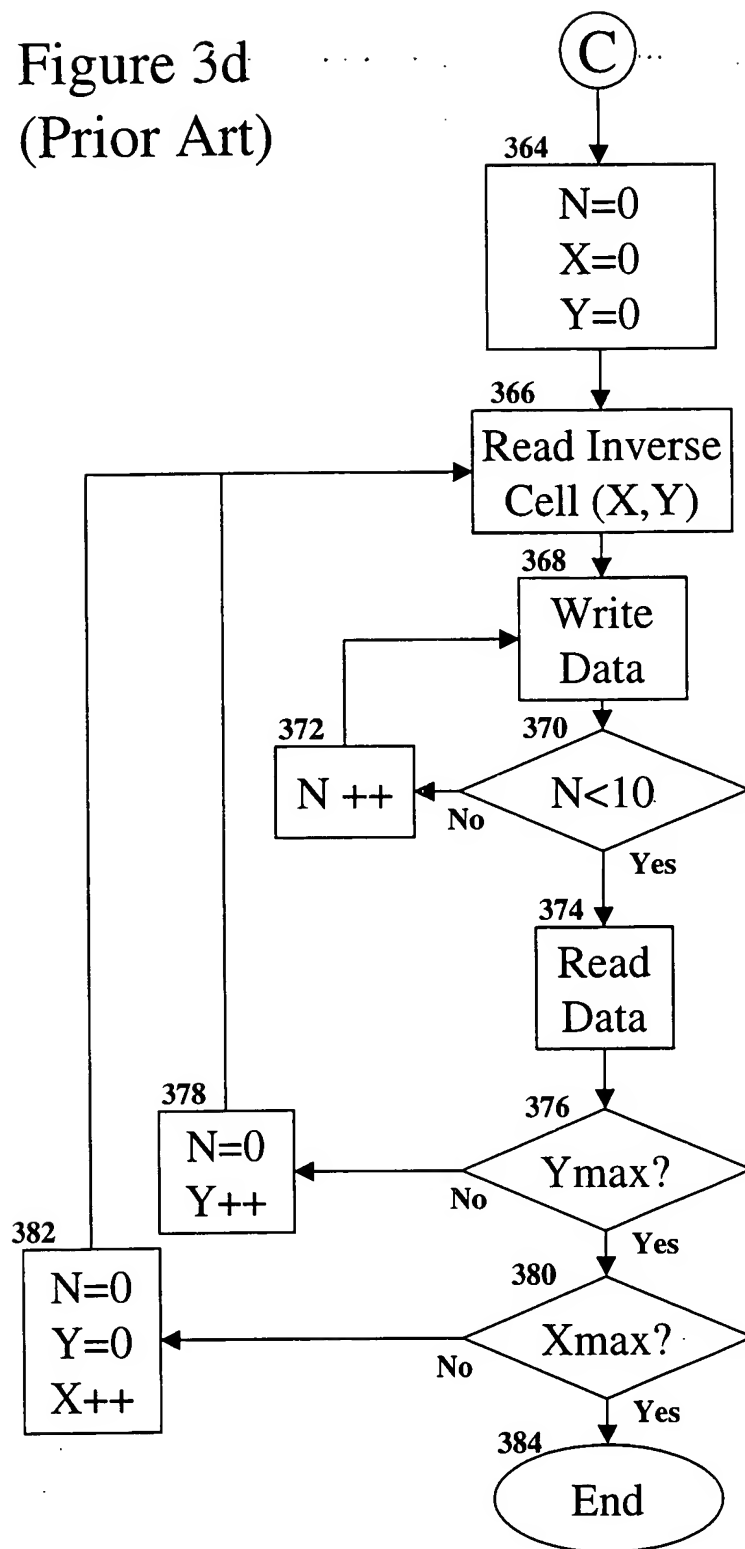 Figure 3d
(Prior Art)
C
364
N=0
X=0
Y=0
366
Read Inverse
Cell (X,Y)
368
Write
Data
372
N ++
370
N<10
No
Yes
374
Read
Data
378
N=0
Y++
376
Ymax?
No
Yes
382
N=0
Y=0
X++
380
Xmax?
No
Yes
384
End